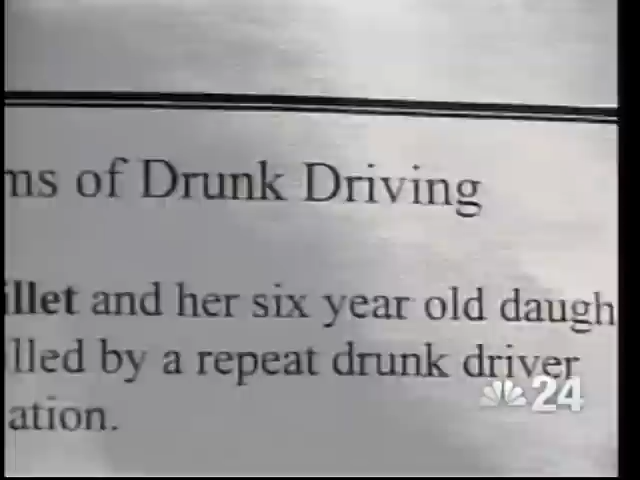 ms of Drunk Driving
illet and her six year old daugh
lled by a repeat drunk driver
ation.
24